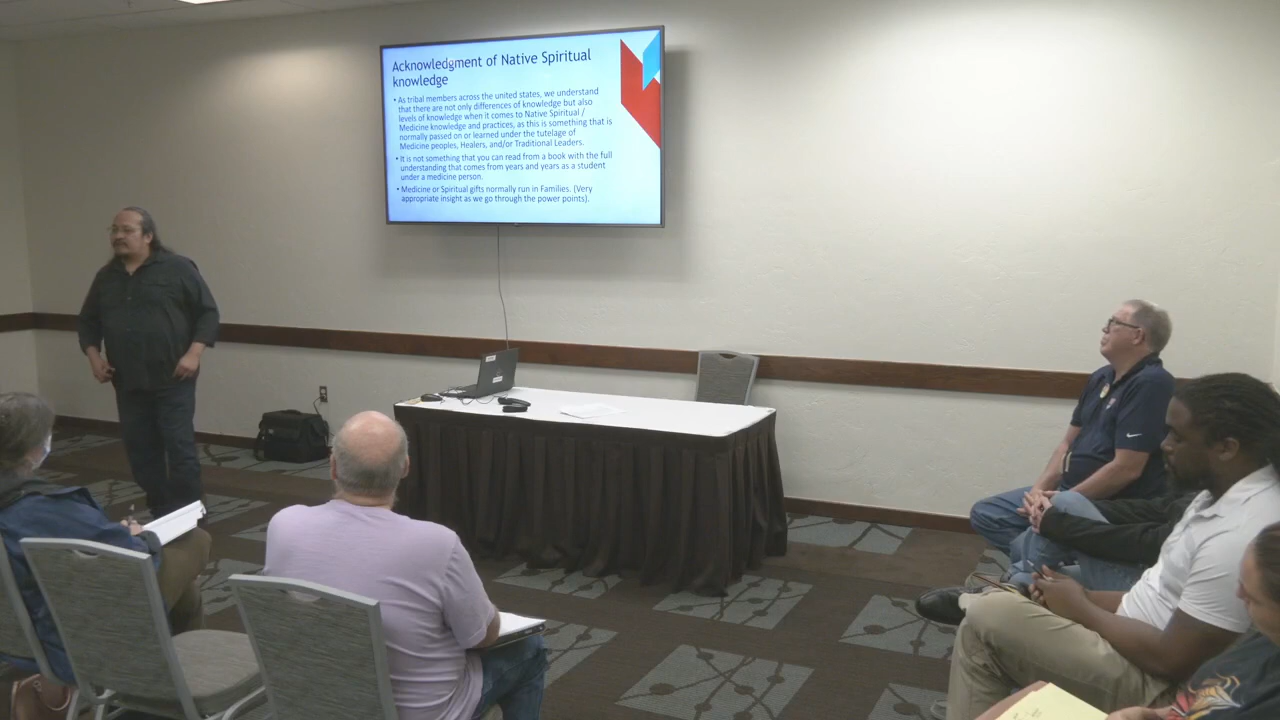 Acknowledgment of Native Spiritual
knowledge
• As tribal members across the united states, we understand
that there are not only differences of knowledge but also
levels of knowledge when it comes to Native Spiritual /
Medicine knowledge and practices, as this is something that is
normally passed on or learned under the tutelage of
Medicine peoples, Healers, and/or Traditional Leaders.
• It is not something that you can read from a book with the full
understanding that comes from years and years as a student
under a medicine person.
• Medicine or Spiritual gifts normally run in Families. (Very
appropriate insight as we go through the power points).